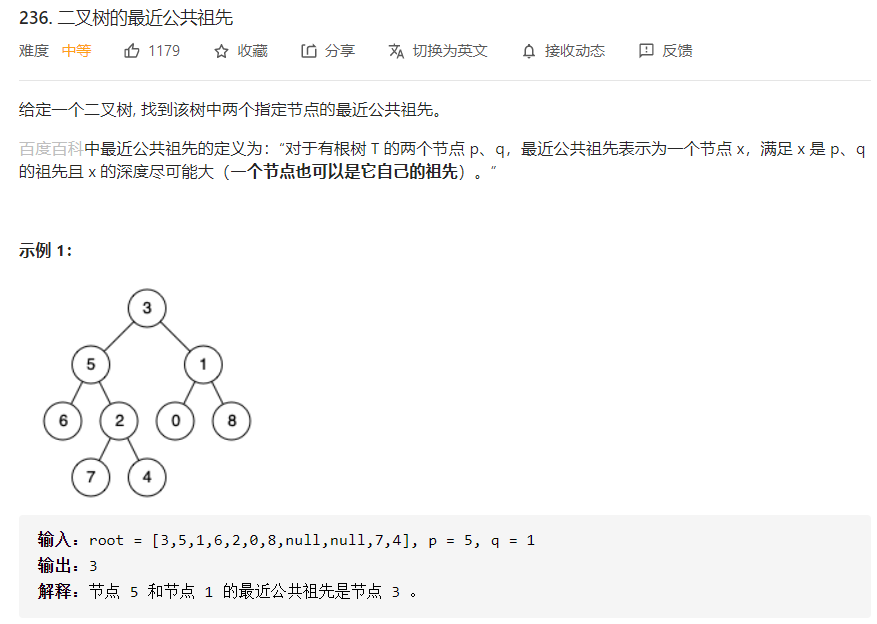 236. 二叉树的最近公共祖先
难度 中等 1179 收藏 分享 切换为英文 接收动态 反馈
给定一个二叉树, 找到该树中两个指定节点的最近公共祖先。
百度百科中最近公共祖先的定义为：“对于有根树 T 的两个节点 p、q，最近公共祖先表示为一个节点 x，满足 x 是 p、q
的祖先且 x 的深度尽可能大（一个节点也可以是它自己的祖先）。”
示例 1：
3
5 1
6 2 0 8
7 4
输入：root = [3,5,1,6,2,0,8,null,null,7,4], p = 5, q = 1
输出：3
解释：节点 5 和节点 1 的最近公共祖先是节点 3 。